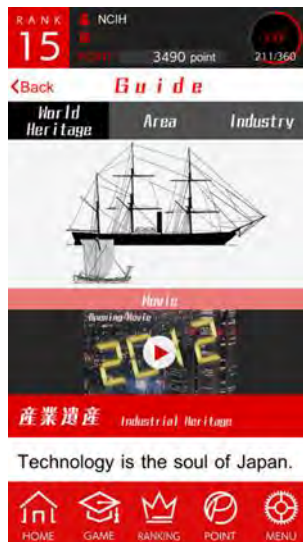 RANK
15
NCIH
3490 point
211/360
<Back
Guide
World Heritage
Area
Industry
Movie
Opening Movie
2012
産業遺産 Industrial Heritage
Technology is the soul of Japan.
HOME
GAME
RANKING
POINT
MENU